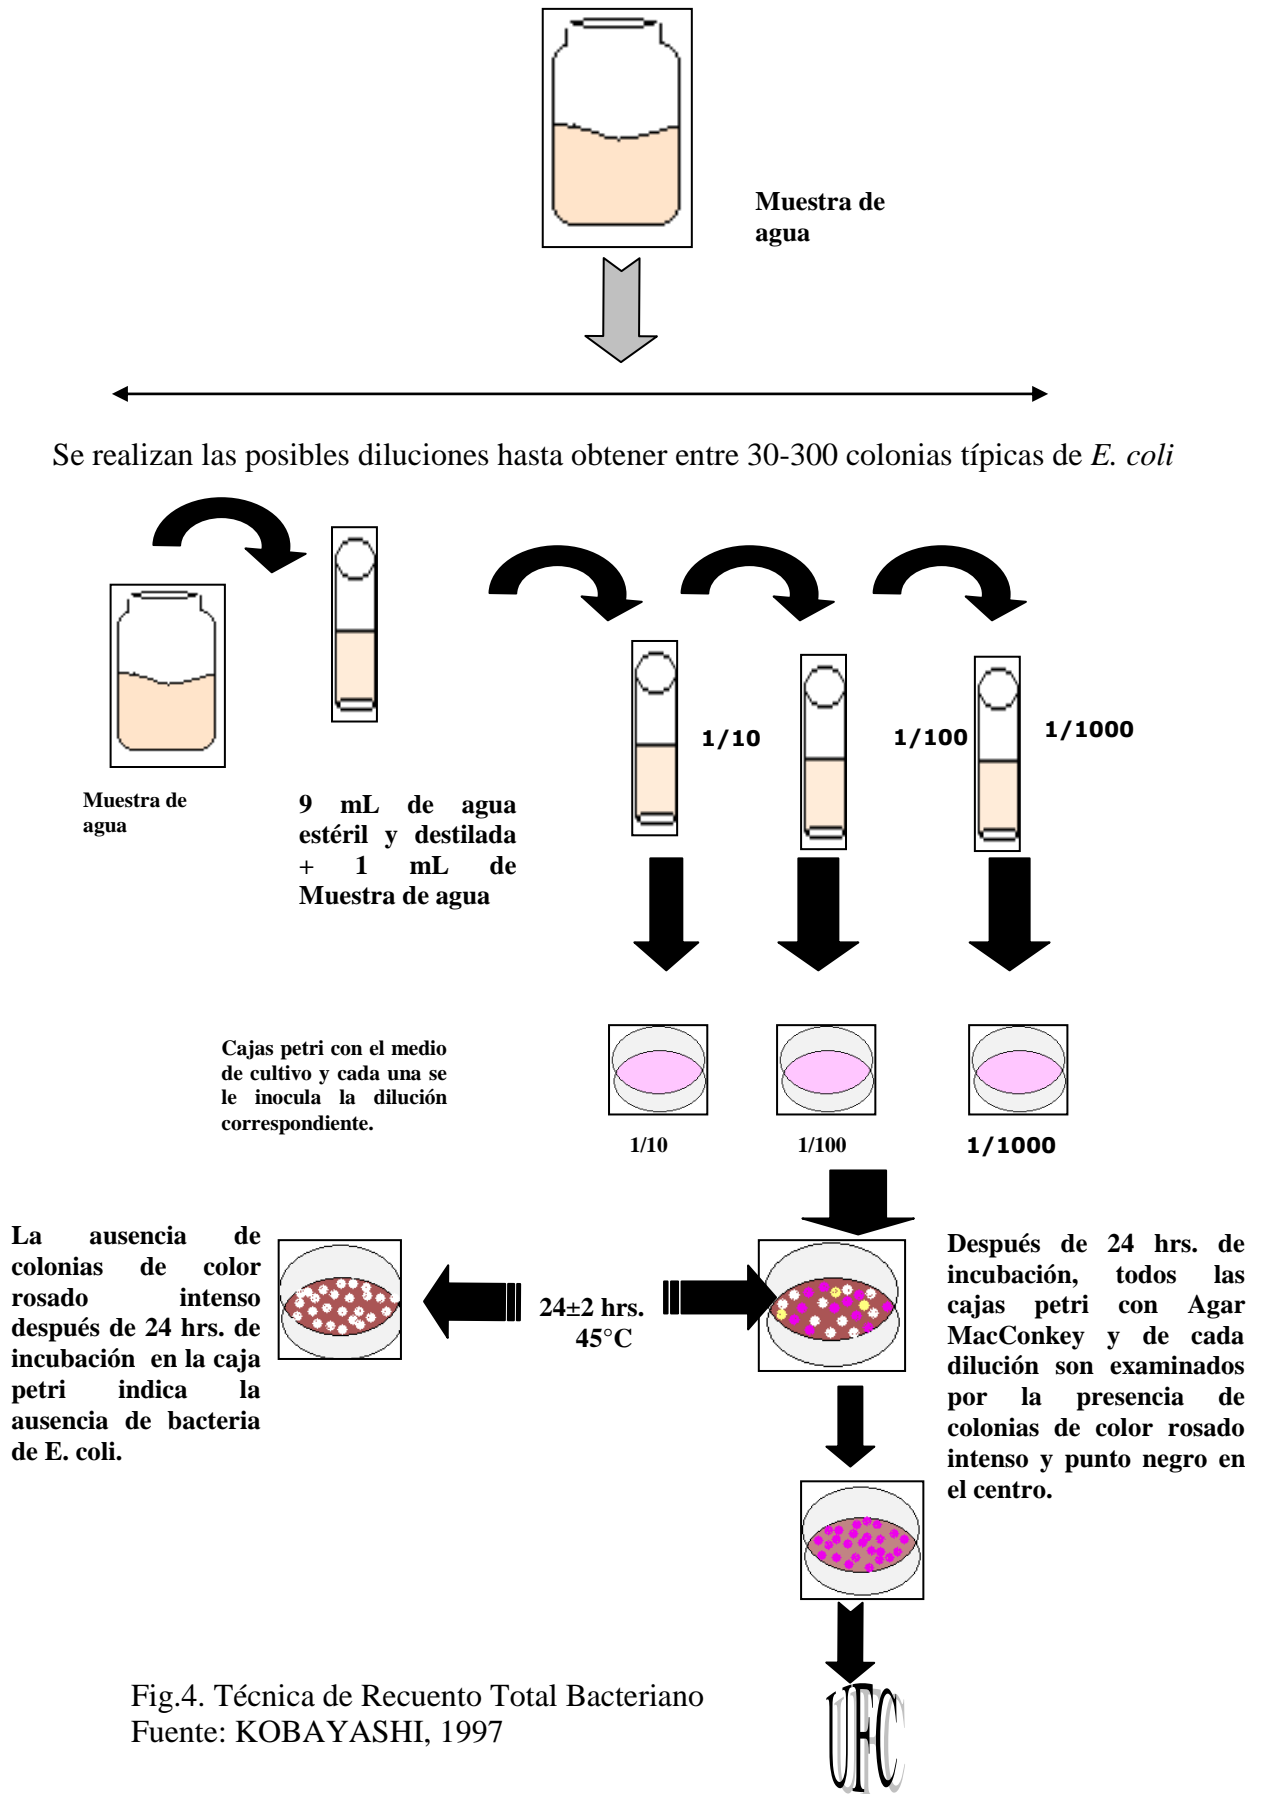 Muestra de
agua
Se realizan las posibles diluciones hasta obtener entre 30-300 colonias típicas de E. coli
1/10
1/100
1/1000
Muestra de
agua
9 mL de agua
estéril y destilada
+ 1 mL de
Muestra de agua
Cajas petri con el medio
de cultivo y cada una se
le inocula la dilución
correspondiente.
1/10
1/100
1/1000
La ausencia de
colonias de color
rosado intenso
después de 24 hrs. de
incubación en la caja
petri indica la
ausencia de bacteria
de E. coli.
24±2 hrs.
45°C
Después de 24 hrs. de
incubación, todos las
cajas petri con Agar
MacConkey y de cada
dilución son examinados
por la presencia de
colonias de color rosado
intenso y punto negro en
el centro.
Fig.4. Técnica de Recuento Total Bacteriano
Fuente: KOBAYASHI, 1997
UFC